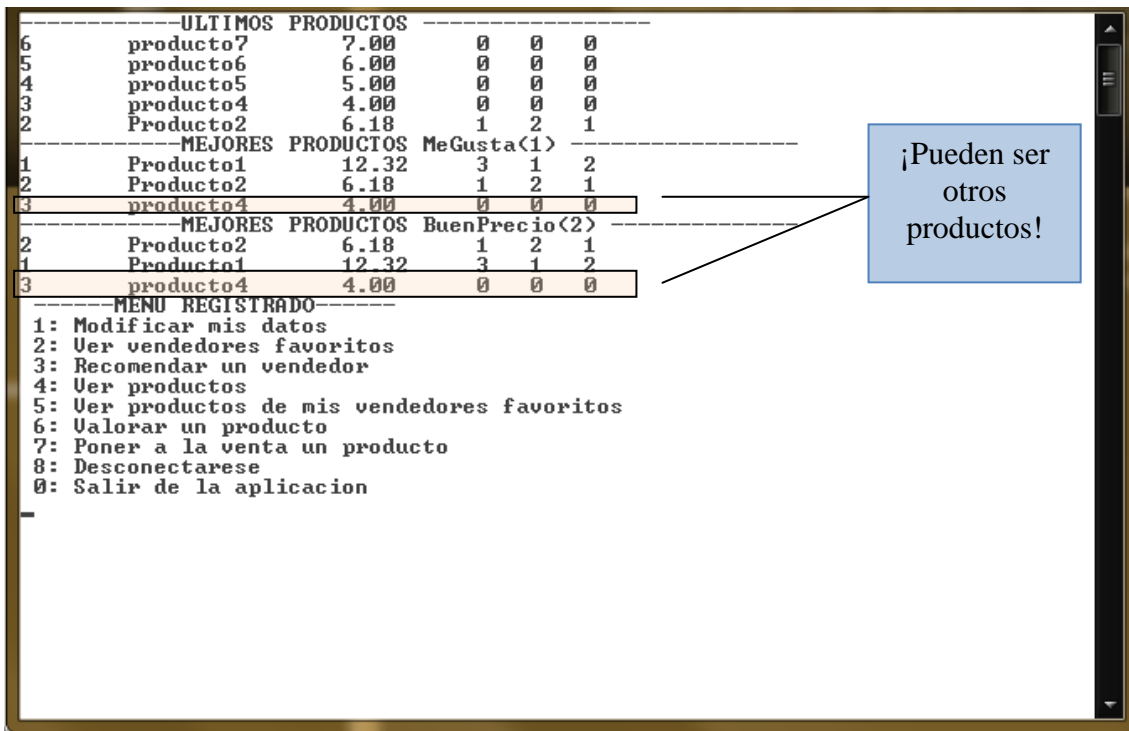 ------------ULTIMOS PRODUCTOS -----------------
6 producto7 7.00 0 0 0
5 producto6 6.00 0 0 0
4 producto5 5.00 0 0 0
3 producto4 4.00 0 0 0
2 Producto2 6.18 1 2 1
------------MEJORES PRODUCTOS MeGusta(1) -----------------
1 Producto1 12.32 3 1 2
2 Producto2 6.18 1 2 1
3 producto4 4.00 0 0 0
------------MEJORES PRODUCTOS BuenPrecio(2) --------------
2 Producto2 6.18 1 2 1
1 Producto1 12.32 3 1 2
3 producto4 4.00 0 0 0
------MENU REGISTRADO------
1: Modificar mis datos
2: Ver vendedores favoritos
3: Recomendar un vendedor
4: Ver productos
5: Ver productos de mis vendedores favoritos
6: Valorar un producto
7: Poner a la venta un producto
8: Desconectarese
0: Salir de la aplicacion
_
¡Pueden ser
otros
productos!